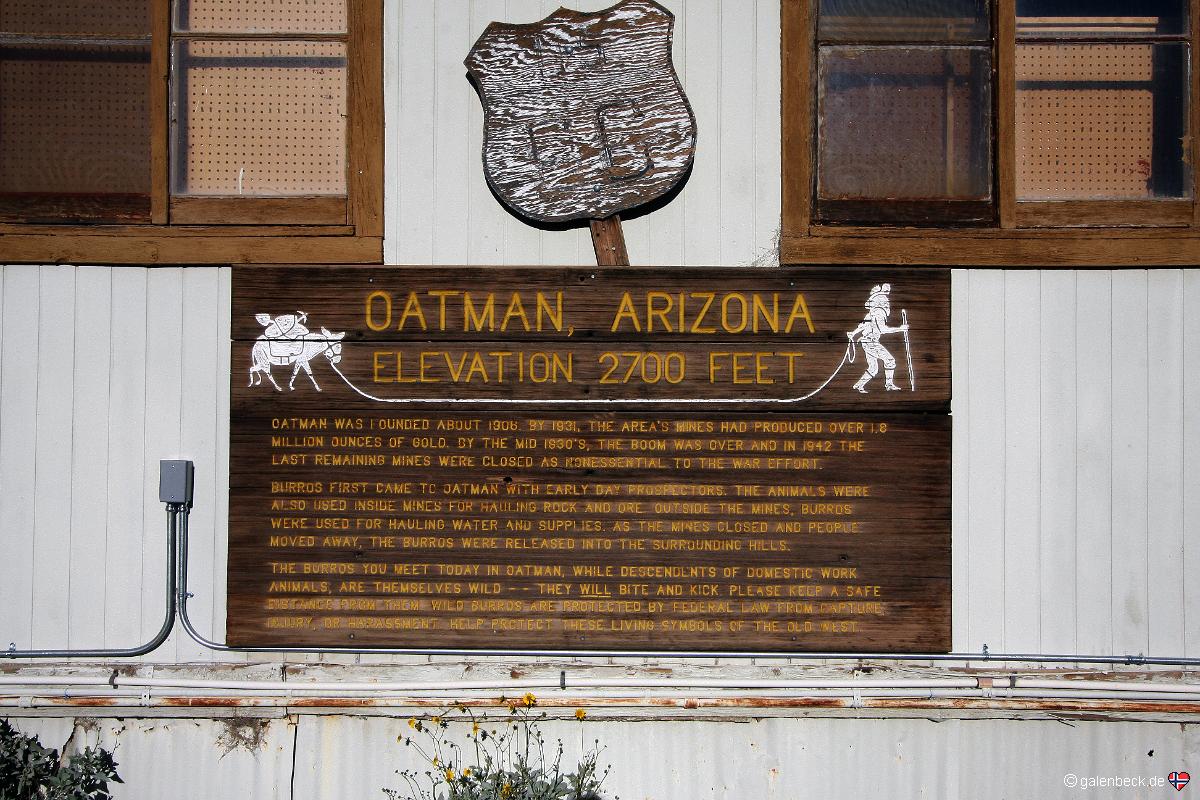 66
OATMAN, ARIZONA
ELEVATION 2700 FEET
OATMAN WAS FOUNDED ABOUT 1906. BY 1931, THE AREA'S MINES HAD PRODUCED OVER 1.8
MILLION OUNCES OF GOLD. BY THE MID 1930'S, THE BOOM WAS OVER AND IN 1942 THE
LAST REMAINING MINES WERE CLOSED AS NONESSENTIAL TO THE WAR EFFORT.
BURROS FIRST CAME TO OATMAN WITH EARLY DAY PROSPECTORS. THE ANIMALS WERE
ALSO USED INSIDE MINES FOR HAULING ROCK AND ORE. OUTSIDE THE MINES, BURROS
WERE USED FOR HAULING WATER AND SUPPLIES. AS THE MINES CLOSED AND PEOPLE
MOVED AWAY, THE BURROS WERE RELEASED INTO THE SURROUNDING HILLS.
THE BURROS YOU MEET TODAY IN OATMAN, WHILE DESCENDENTS OF DOMESTIC WORK
ANIMALS, ARE THEMSELVES WILD -- THEY WILL BITE AND KICK. PLEASE KEEP A SAFE
DISTANCE FROM THEM. WILD BURROS ARE PROTECTED BY FEDERAL LAW FROM CAPTURE,
INJURY, OR HARASSMENT. HELP PROTECT THESE LIVING SYMBOLS OF THE OLD WEST.
© galenbeck.de